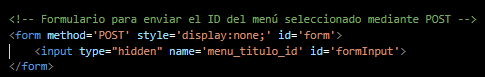 <!-- Formulario para enviar el ID del menú seleccionado mediante POST -->
<form method='POST' style='display:none;' id='form'>
<input type="hidden" name='menu_titulo_id' id='formInput'>
</form>